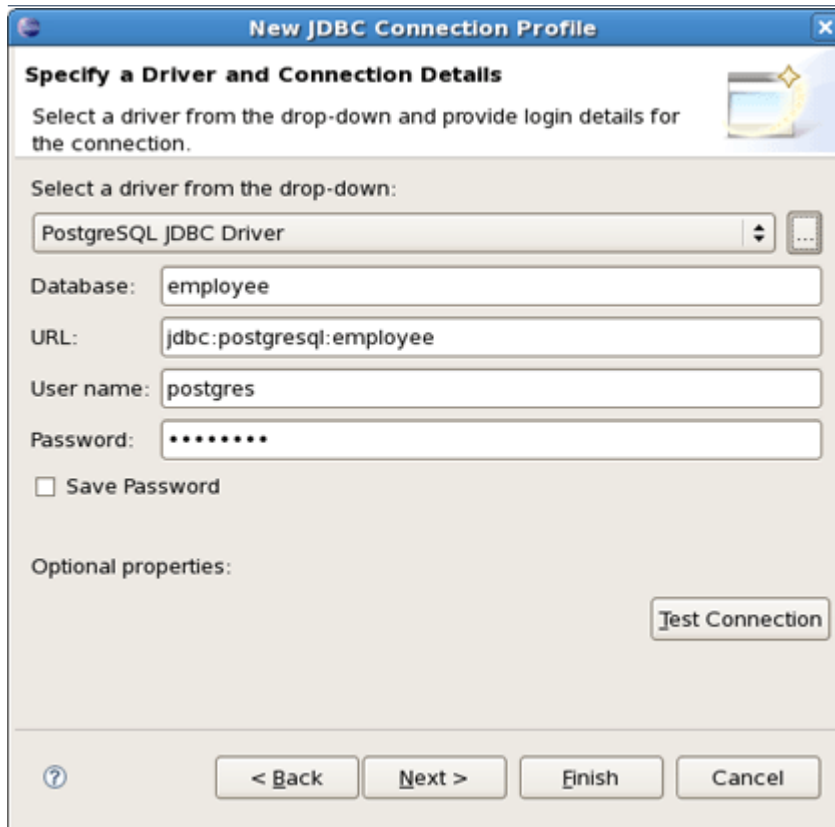 New JDBC Connection Profile
Specify a Driver and Connection Details
Select a driver from the drop-down and provide login details for
the connection.
Select a driver from the drop-down:
PostgreSQL JDBC Driver
...
Database: employee
URL: jdbc:postgresql:employee
User name: postgres
Password: ••••••••
Save Password
Optional properties:
Test Connection
< Back Next > Finish Cancel